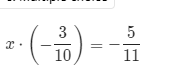 x · (−3/10) = −5/11